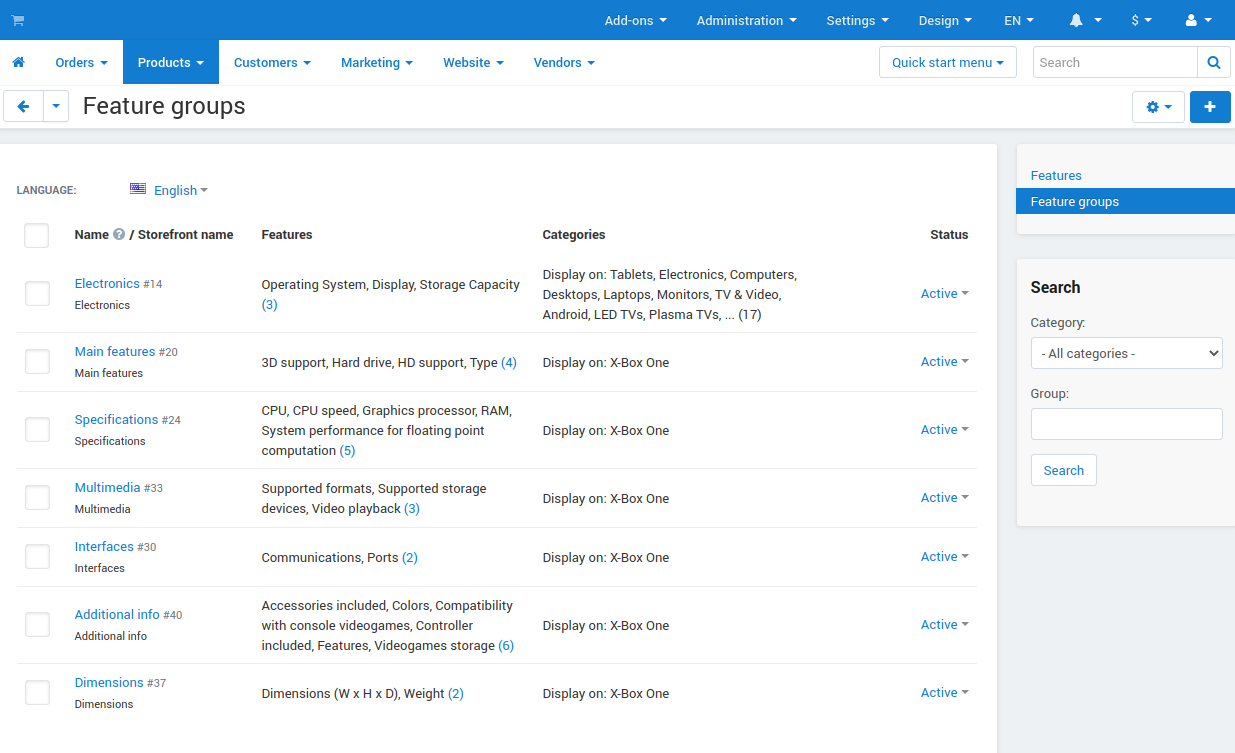 Add-ons Administration Settings Design EN $
Orders Products Customers Marketing Website Vendors Quick start menu Search
Feature groups
LANGUAGE: English
Name ? / Storefront name Features Categories Status
Electronics #14
Electronics
Operating System, Display, Storage Capacity
(3)
Display on: Tablets, Electronics, Computers,
Desktops, Laptops, Monitors, TV & Video,
Android, LED TVs, Plasma TVs, ... (17)
Active
Main features #20
Main features
3D support, Hard drive, HD support, Type (4)
Display on: X-Box One
Active
Specifications #24
Specifications
CPU, CPU speed, Graphics processor, RAM,
System performance for floating point
computation (5)
Display on: X-Box One
Active
Multimedia #33
Multimedia
Supported formats, Supported storage
devices, Video playback (3)
Display on: X-Box One
Active
Interfaces #30
Interfaces
Communications, Ports (2)
Display on: X-Box One
Active
Additional info #40
Additional info
Accessories included, Colors, Compatibility
with console videogames, Controller
included, Features, Videogames storage (6)
Display on: X-Box One
Active
Dimensions #37
Dimensions
Dimensions (W x H x D), Weight (2)
Display on: X-Box One
Active
Features
Feature groups
Search
Category:
- All categories -
Group:
Search